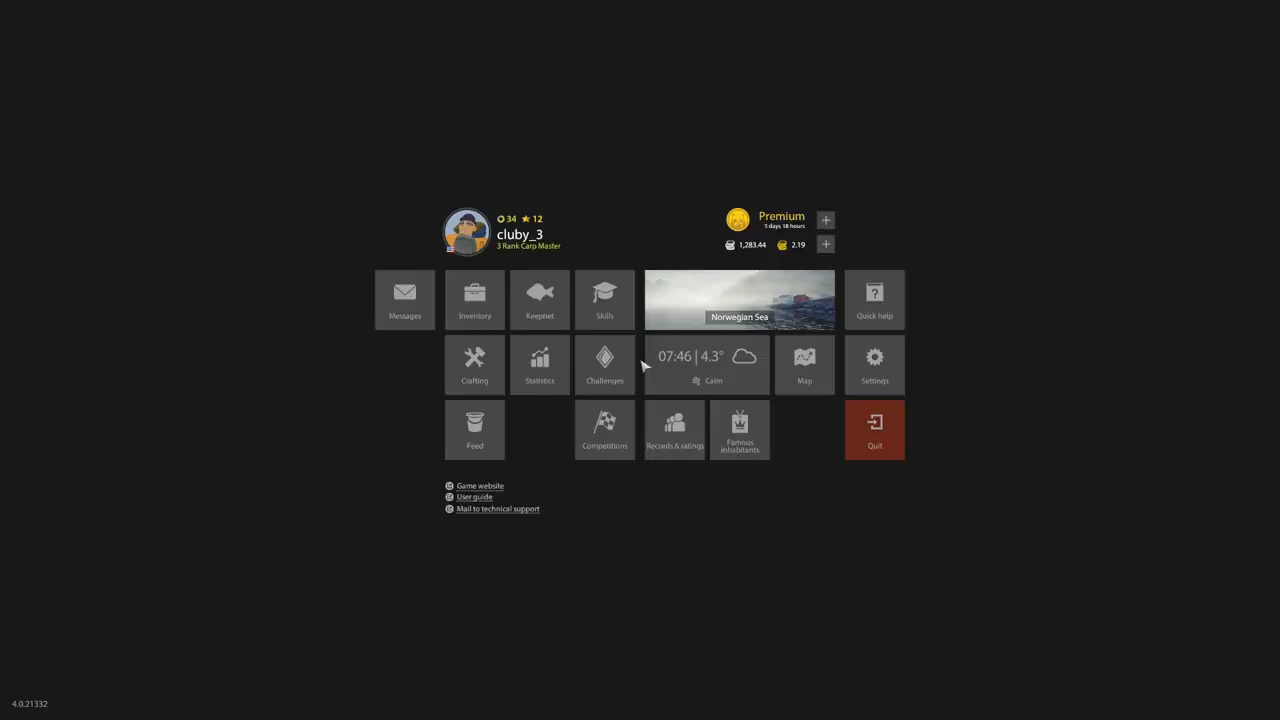 34 12
cluby_3
3 Rank Carp Master
Premium
5 days 18 hours
1,283.44 2.19
Messages
Inventory
Keepnet
Skills
Norwegian Sea
Quick help
Crafting
Statistics
Challenges
07:46 | 4.3°
Calm
Map
Settings
Feed
Competitions
Records & ratings
Famous
inhabitants
Quit
Game website
User guide
Mail to technical support
4.0.21332